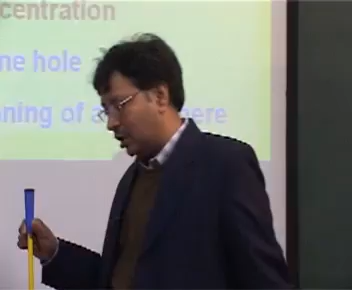 centration
ne hole
ning of a here